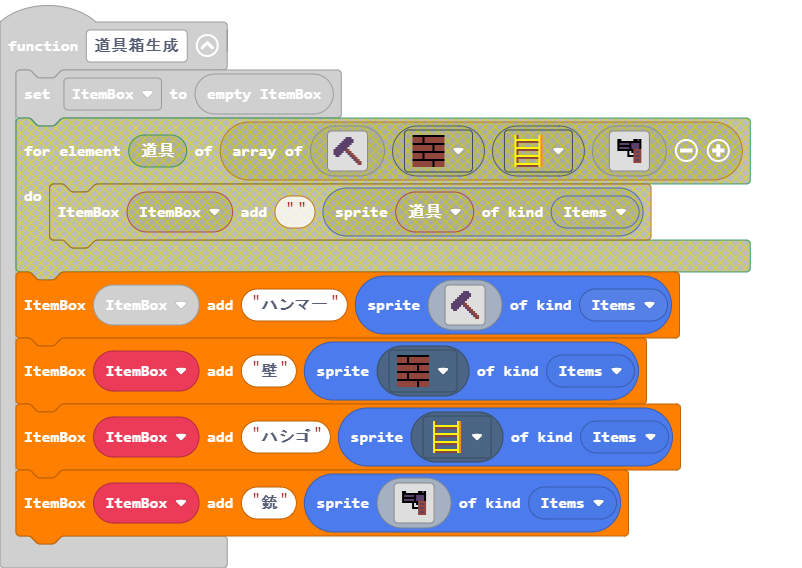 function 道具箱生成
set ItemBox to empty ItemBox
for element 道具 of array of
do
ItemBox ItemBox add "" sprite 道具 of kind Items
ItemBox ItemBox add "ハンマー" sprite of kind Items
ItemBox ItemBox add "壁" sprite of kind Items
ItemBox ItemBox add "ハシゴ" sprite of kind Items
ItemBox ItemBox add "銃" sprite of kind Items